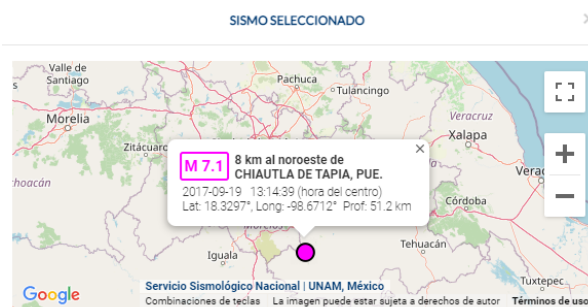 SISMO SELECCIONADO
×
Valle de
Santiago
Pachuca
Tulancingo
Morelia
Veracruz
Xalapa
Zitácuaro
Verac
choacán
Córdoba
M 7.1
8 km al noroeste de
CHIAUTLA DE TAPIA, PUE.
×
2017-09-19 13:14:39 (hora del centro)
Lat: 18.3297°, Long: -98.6712° Prof: 51.2 km
+
−
Iguala
Tehuacán
Tuxtepec
Google
Servicio Sismológico Nacional | UNAM, México
Combinaciones de teclas La imagen puede estar sujeta a derechos de autor Términos de uso